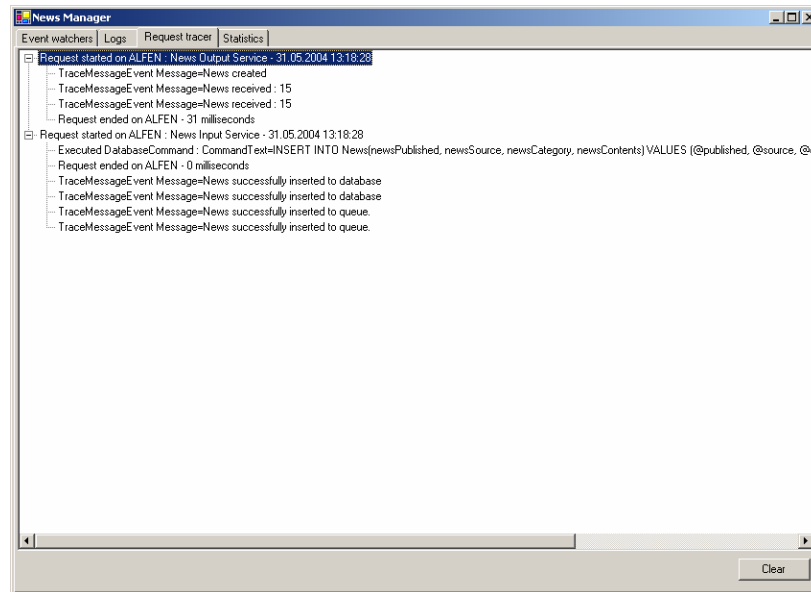 News Manager
Event watchers Logs Request tracer Statistics
Request started on ALFEN : News Output Service - 31.05.2004 13:18:28
TraceMessageEvent Message=News created
TraceMessageEvent Message=News received : 15
TraceMessageEvent Message=News received : 15
Request ended on ALFEN - 31 milliseconds
Request started on ALFEN : News Input Service - 31.05.2004 13:18:28
Executed DatabaseCommand : CommandText=INSERT INTO News(newsPublished, newsSource, newsCategory, newsContents) VALUES (@published, @source, @
Request ended on ALFEN - 0 milliseconds
TraceMessageEvent Message=News successfully inserted to database
TraceMessageEvent Message=News successfully inserted to database
TraceMessageEvent Message=News successfully inserted to queue.
TraceMessageEvent Message=News successfully inserted to queue.
Clear